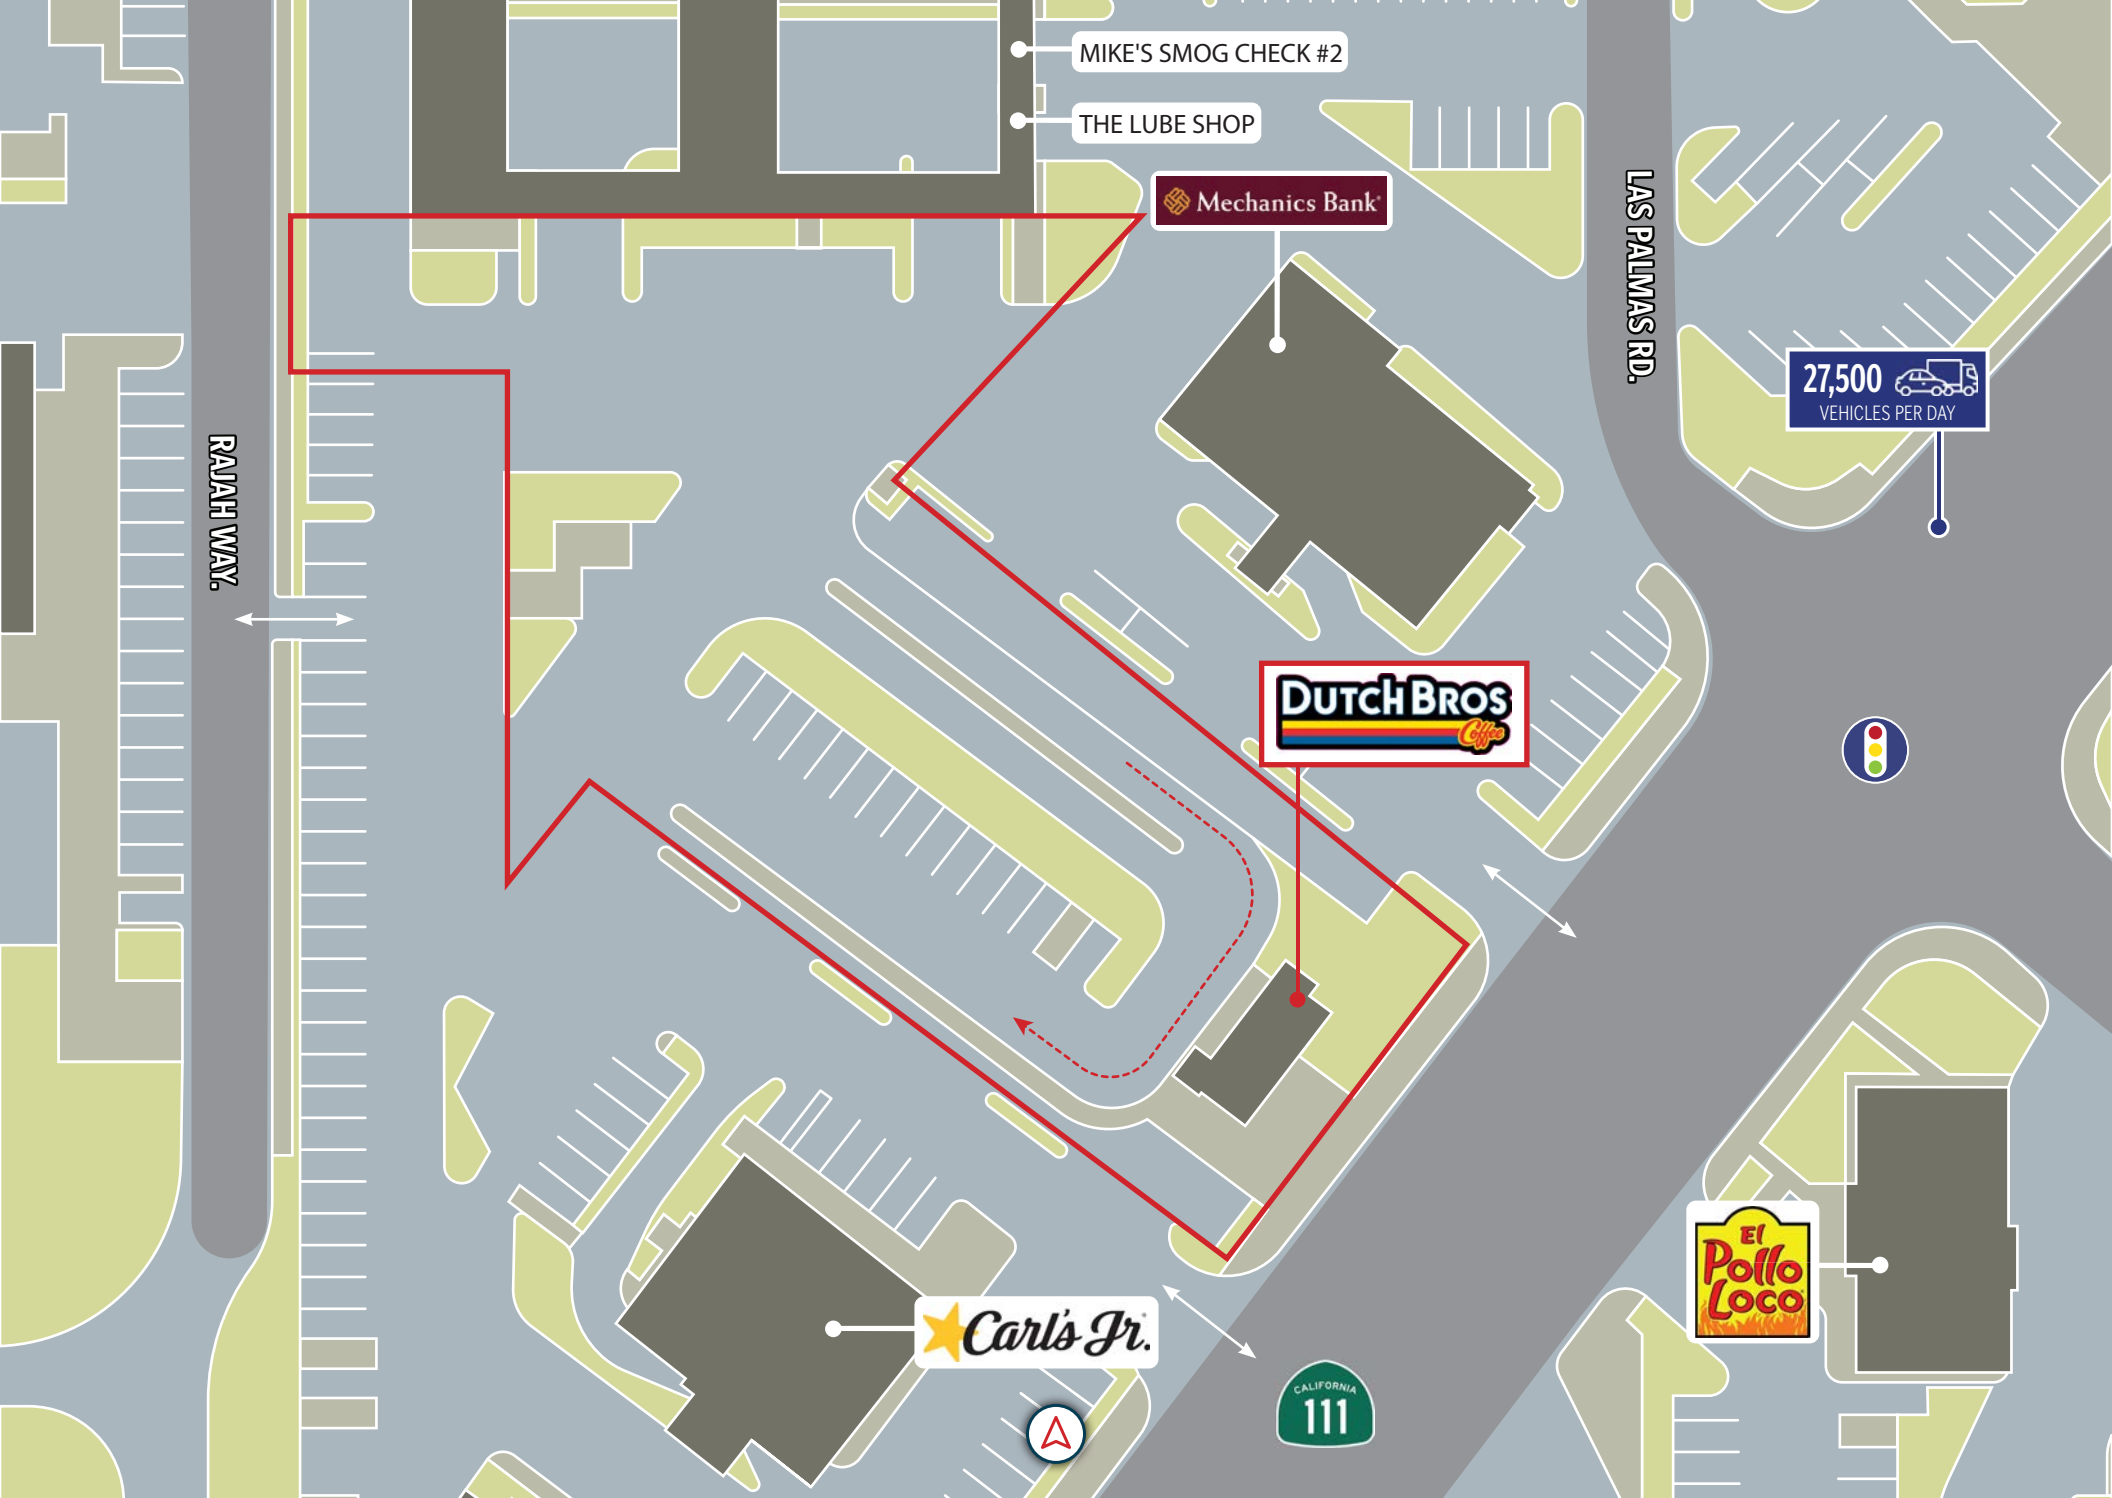 MIKE'S SMOG CHECK #2
THE LUBE SHOP
Mechanics Bank
LAS PALMAS RD.
27,500
VEHICLES PER DAY
RAJAH WAY.
DUTCH BROS
Coffee
El
Pollo
Loco
Carl's Jr.
CALIFORNIA
111